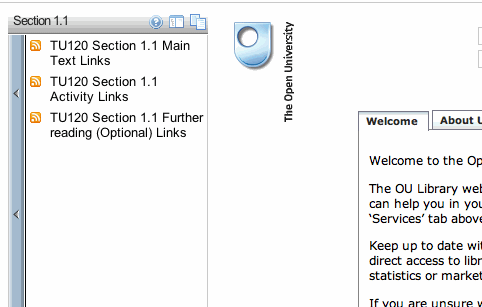 Section 1.1
TU120 Section 1.1 Main
Text Links
TU120 Section 1.1
Activity Links
TU120 Section 1.1 Further
reading (Optional) Links
The Open University
Welcome
About U
Welcome to the Op
The OU Library web
can help you in you
'Services' tab above
Keep up to date wit
direct access to libr
statistics or market
If you are unsure w